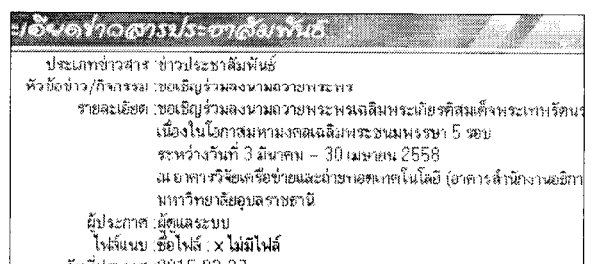 ะเอียดข่าวสารประชาสัมพันธ์ :
ประเภทข่าวสาร :ข่าวประชาสัมพันธ์
หัวข้อข่าว/กิจกรรม :ขอเชิญร่วมลงนามถวายพระพร
รายละเอียด :ขอเชิญร่วมลงนามถวายพระพรเฉลิมพระเกียรติสมเด็จพระเทพรัตน
เนื่องในโอกาสมหามงคลเฉลิมพระชนมพรรษา 5 รอบ
ระหว่างวันที่ 3 มีนาคม – 30 เมษายน 2558
ณ อาคารวิจัยเครือข่ายและถ่ายทอดเทคโนโลยี (อาคารสำนักงานอธิกา
มหาวิทยาลัยอุบลราชธานี
ผู้ประกาศ :ผู้ดูแลระบบ
ไฟล์แนบ :ชื่อไฟล์ : x ไม่มีไฟล์